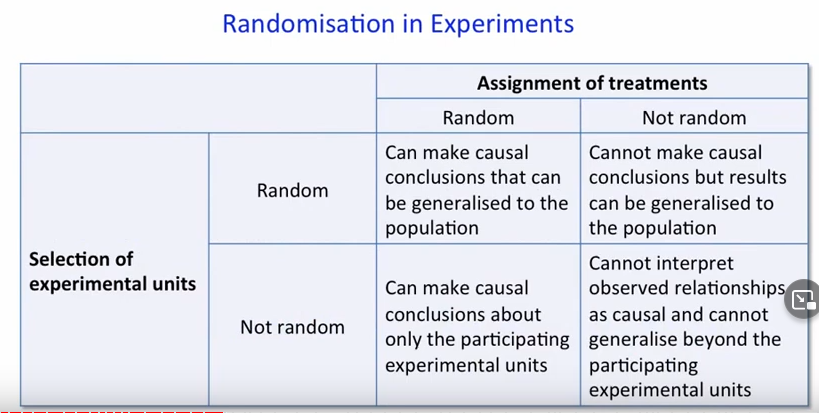 Randomisation in Experiments
Assignment of treatments
Random
Not random
Selection of
experimental units
Random
Can make causal
conclusions that can
be generalised to the
population
Cannot make causal
conclusions but results
can be generalised to
the population
Not random
Can make causal
conclusions about
only the participating
experimental units
Cannot interpret
observed relationships
as causal and cannot
generalise beyond the
participating
experimental units